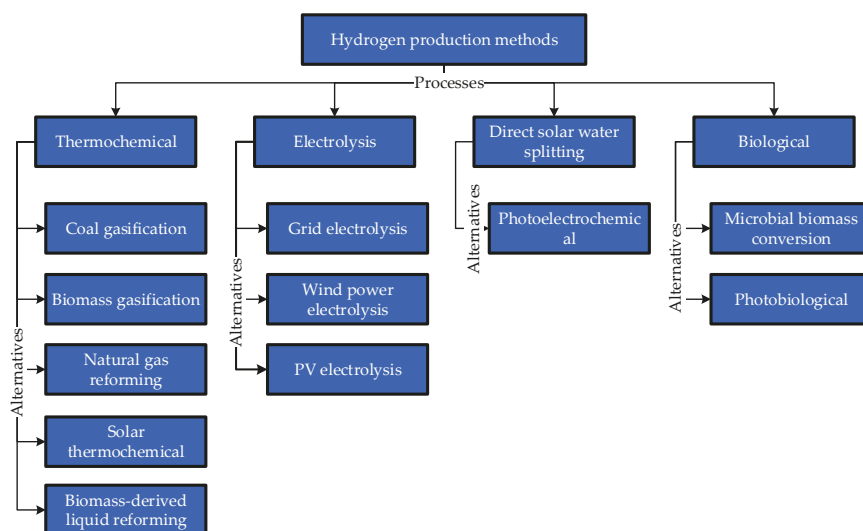 Hydrogen production methods
Processes
Thermochemical
Electrolysis
Direct solar water
splitting
Biological
Alternatives
Coal gasification
Biomass gasification
Natural gas
reforming
Solar
thermochemical
Biomass-derived
liquid reforming
Alternatives
Grid electrolysis
Wind power
electrolysis
PV electrolysis
Alternatives
Photoelectrochemic
al
Alternatives
Microbial biomass
conversion
Photobiological